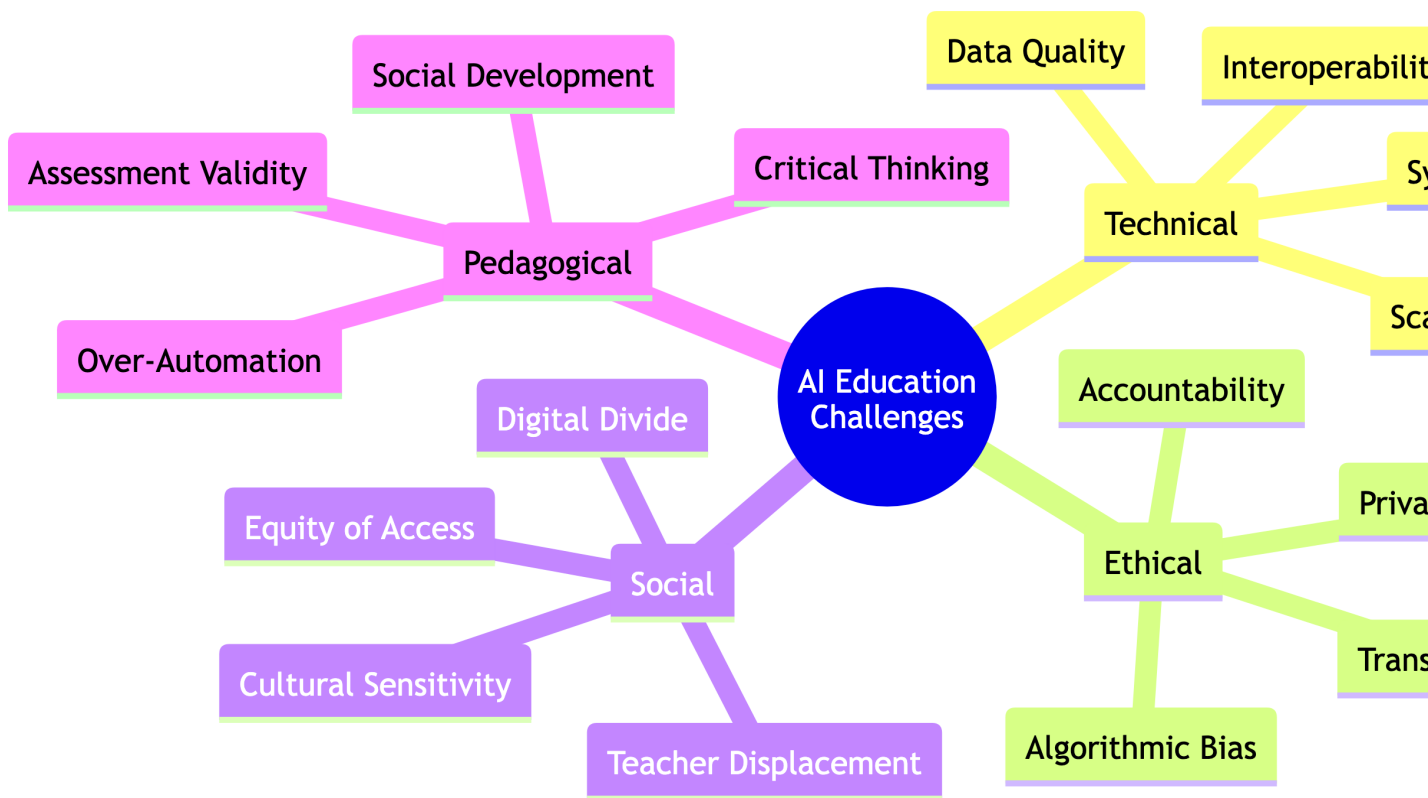 Data Quality
Social Development
Assessment Validity
Critical Thinking
Technical
Pedagogical
Over-Automation
AI Education
Challenges
Accountability
Digital Divide
Equity of Access
Ethical
Social
Cultural Sensitivity
Algorithmic Bias
Teacher Displacement